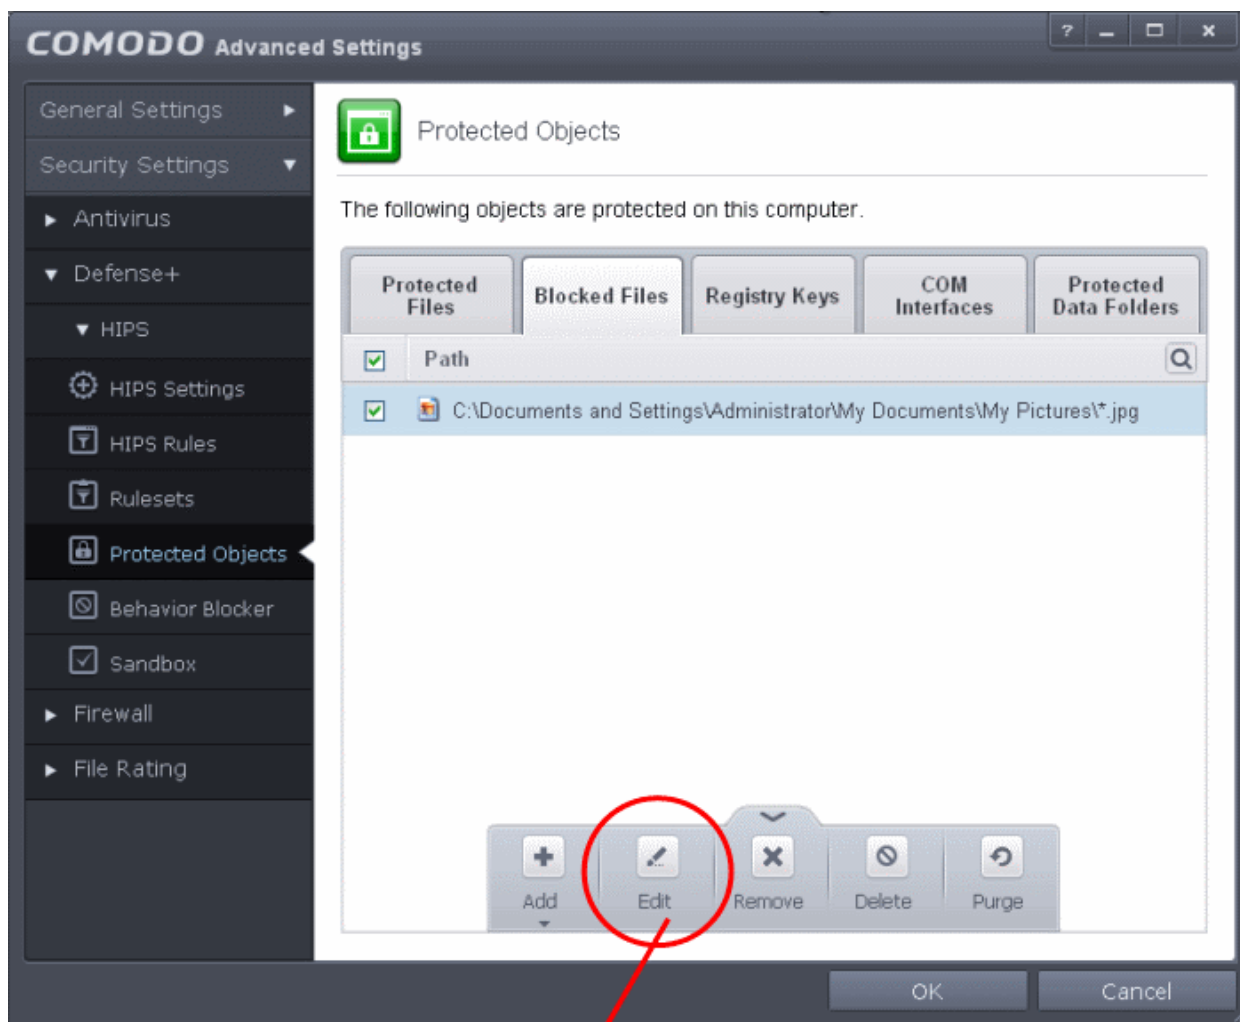 COMODO Advanced Settings
?
General Settings
Security Settings
Antivirus
Defense+
HIPS
HIPS Settings
HIPS Rules
Rulesets
Protected Objects
Behavior Blocker
Sandbox
Firewall
File Rating
Protected Objects
The following objects are protected on this computer.
Protected
Files
Blocked Files
Registry Keys
COM
Interfaces
Protected
Data Folders
Path
C:\Documents and Settings\Administrator\My Documents\My Pictures\*.jpg
Add
Edit
Remove
Delete
Purge
OK
Cancel